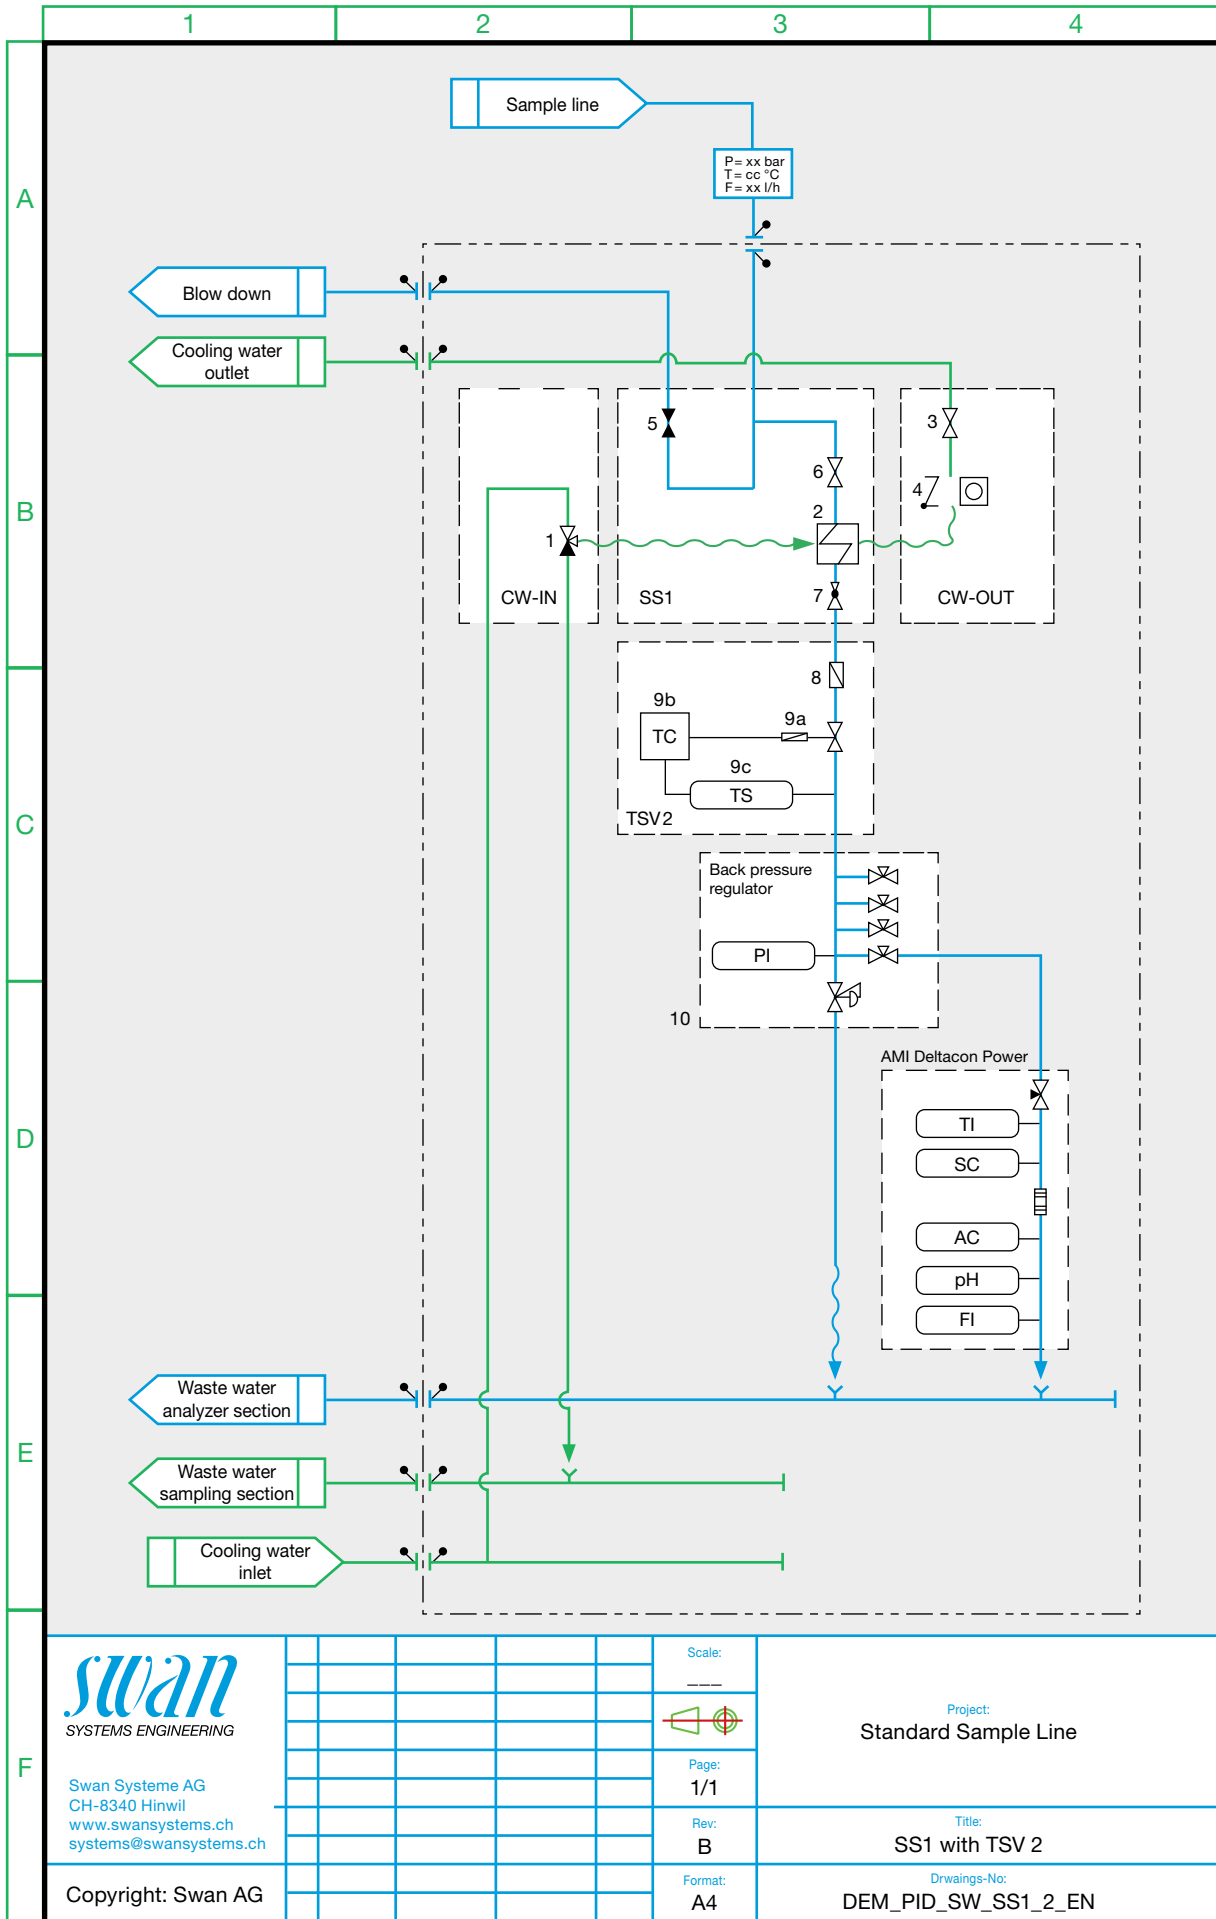 1
2
3
4
A
B
C
D
E
F
Sample line
P= xx bar
T= cc °C
F= xx l/h
Blow down
Cooling water
outlet
5
6
3
4
2
1
7
CW-IN
SS1
CW-OUT
8
9b
9a
TC
9c
TS
TSV2
Back pressure
regulator
PI
10
AMI Deltacon Power
TI
SC
AC
pH
FI
Waste water
analyzer section
Waste water
sampling section
Cooling water
inlet
swan
SYSTEMS ENGINEERING
Swan Systeme AG
CH-8340 Hinwil
www.swansystems.ch
systems@swansystems.ch
Copyright: Swan AG
Scale:
___
Page:
1/1
Rev:
B
Format:
A4
Project:
Standard Sample Line
Title:
SS1 with TSV 2
Drwaings-No:
DEM_PID_SW_SS1_2_EN